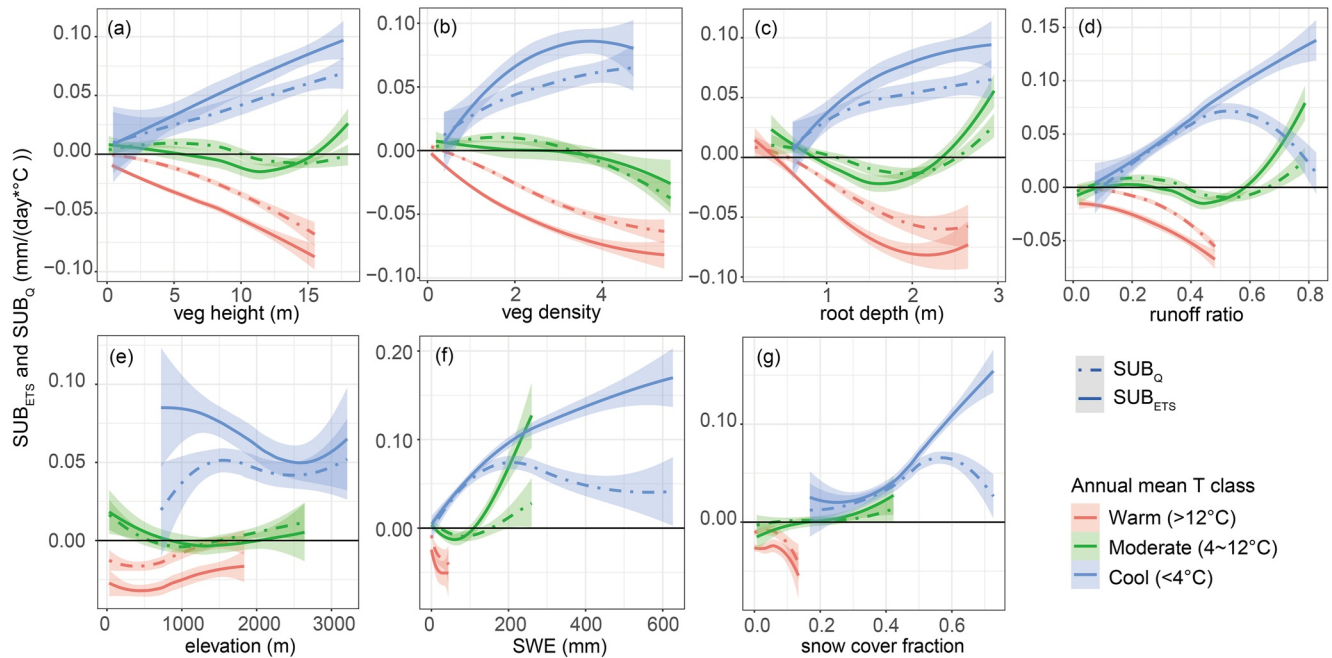 SUB_ETS and SUB_Q (mm/(day*°C ))
(a)
0.10
0.05
0.00
−0.05
−0.10
0
5
10
15
veg height (m)
(b)
0.10
0.05
0.00
−0.05
−0.10
0
2
4
veg density
(c)
0.10
0.05
0.00
−0.05
−0.10
1
2
3
root depth (m)
(d)
0.15
0.10
0.05
0.00
−0.05
0.0
0.2
0.4
0.6
0.8
runoff ratio
(e)
0.10
0.05
0.00
0
1000
2000
3000
elevation (m)
(f)
0.20
0.10
0.00
0
200
400
600
SWE (mm)
(g)
0.10
0.00
0.0
0.2
0.4
0.6
snow cover fraction
SUB_Q
SUB_ETS
Annual mean T class
Warm (>12°C)
Moderate (4~12°C)
Cool (<4°C)